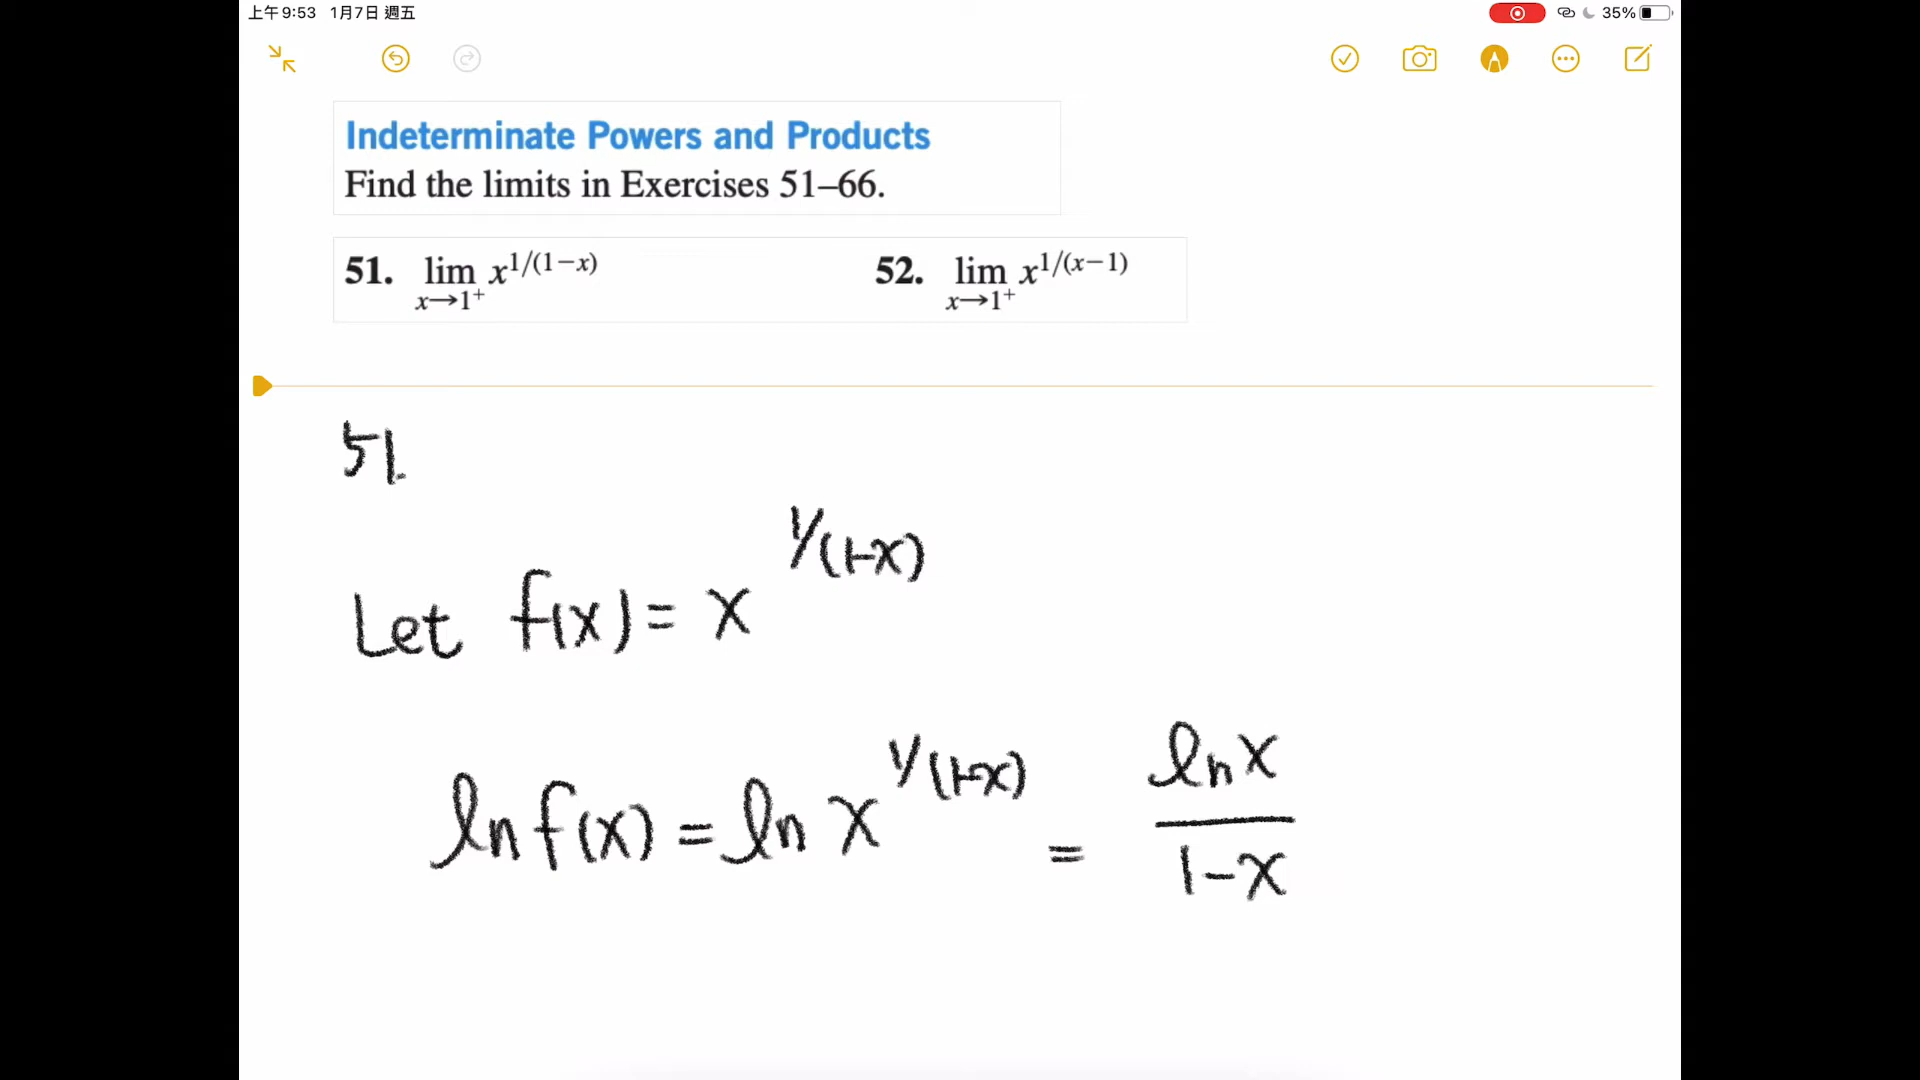 上午9:53 1月7日 週五 35%
Indeterminate Powers and Products
Find the limits in Exercises 51–66.
51. lim x→1⁺ x^1/(1−x) 52. lim x→1⁺ x^1/(x−1)
51.
Let f(x) = x^1/(1-x)
ln f(x) = ln x^1/(1-x) = ln x / 1-x